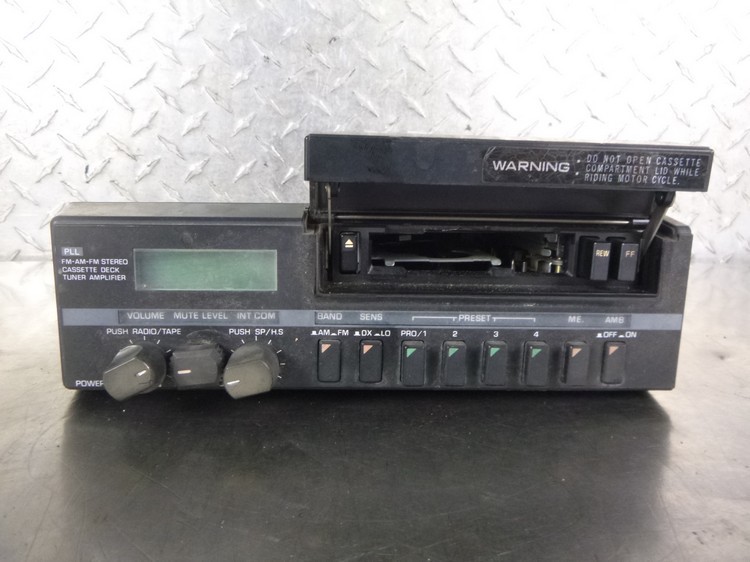 WARNING
• DO NOT OPEN CASSETTE
COMPARTMENT LID WHILE
RIDING MOTOR CYCLE.
PLL
FM-AM-FM STEREO
CASSETTE DECK
TUNER AMPLIFIER
REW FF
VOLUME MUTE LEVEL INT COM BAND SENS PRESET ME. AMB
PUSH RADIO/TAPE PUSH SP/H.S AM FM DX LO PRO/1 2 3 4 OFF ON
POWER